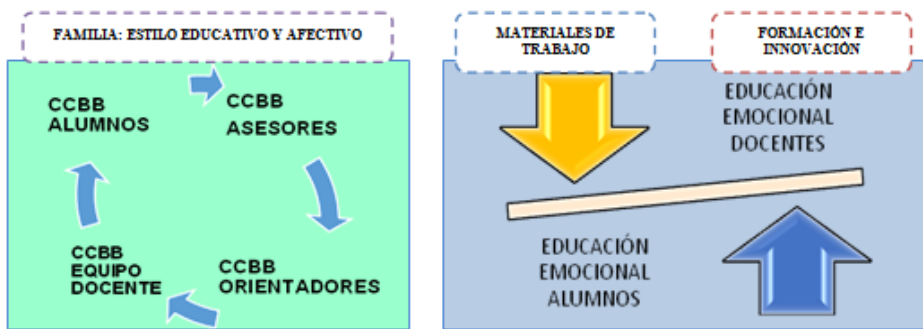 FAMILIA: ESTILO EDUCATIVO Y AFECTIVO
CCBB
ALUMNOS
CCBB
ASESORES
CCBB
EQUIPO
DOCENTE
CCBB
ORIENTADORES
MATERIALES DE
TRABAJO
FORMACIÓN E
INNOVACIÓN
EDUCACIÓN
EMOCIONAL
DOCENTES
EDUCACIÓN
EMOCIONAL
ALUMNOS